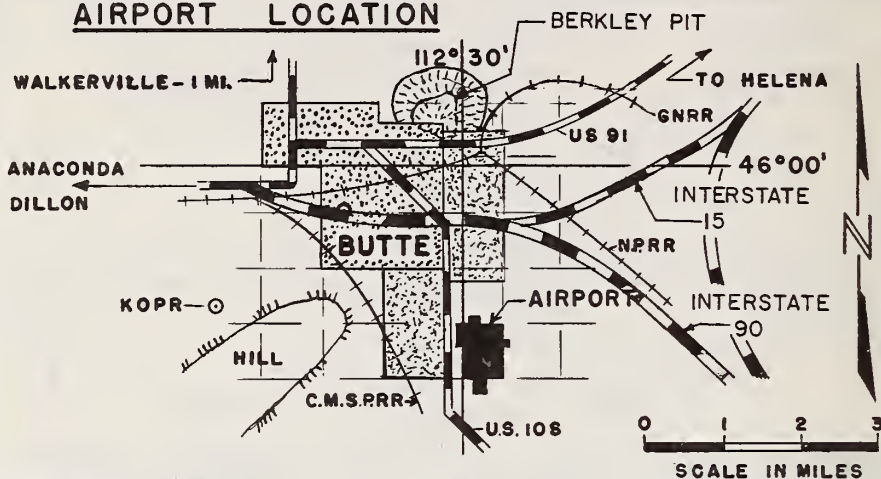 AIRPORT LOCATION
BERKLEY PIT
112° 30'
WALKERVILLE - 1 MI.
TO HELENA
GNRR
US 91
ANACONDA
DILLON
46° 00'
INTERSTATE
15
BUTTE
N.P.RR
N
KOPR
AIRPORT
INTERSTATE
90
HILL
C.M.S.P.RR
U.S. 10S
0 1 2 3
SCALE IN MILES